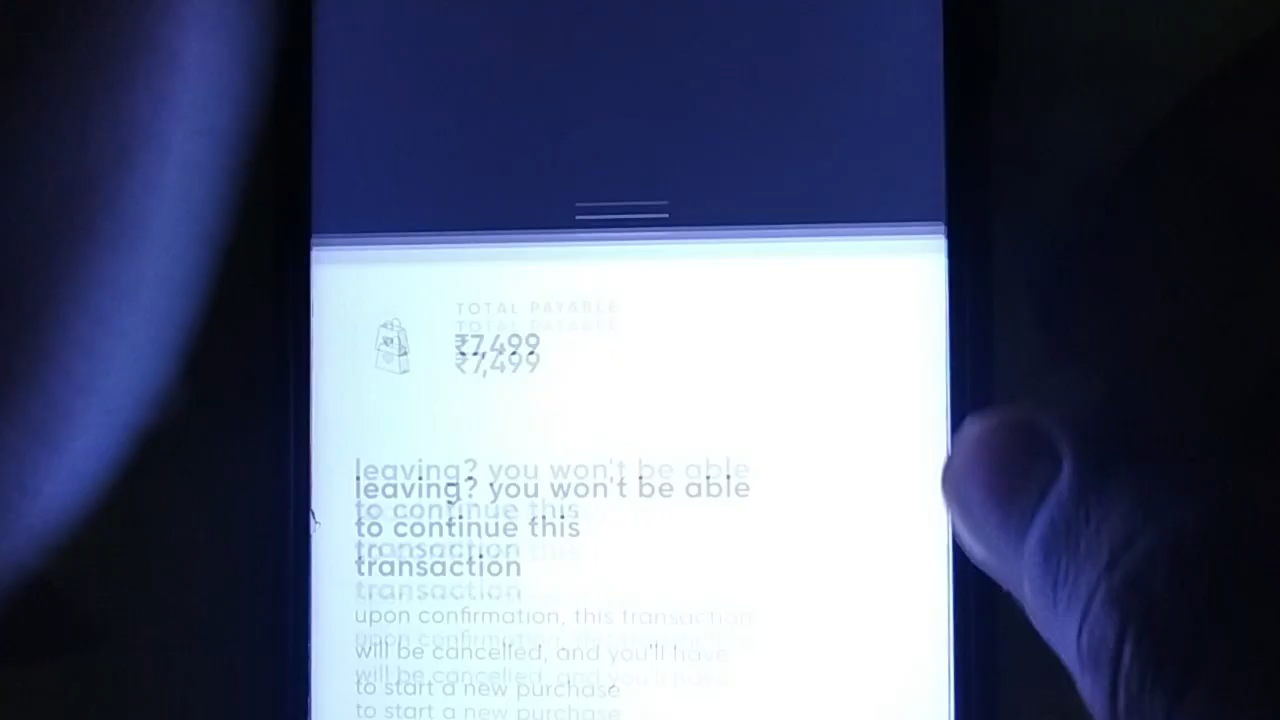 TOTAL PAYABLE
₹7,499
leaving? you won't be able
to continue this
transaction
upon confirmation, this transaction
will be cancelled, and you'll have
to start a new purchase